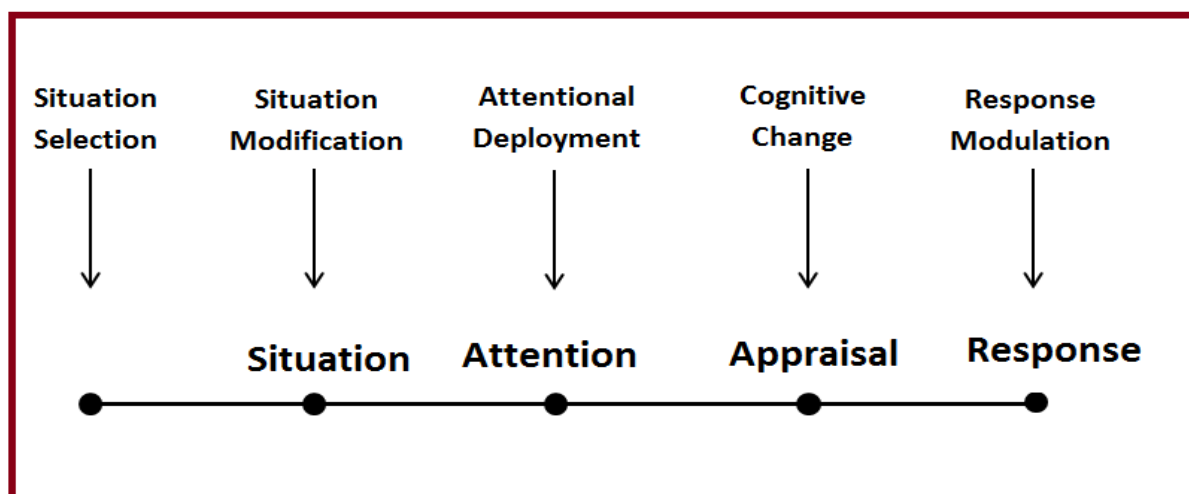 Situation
Selection
Situation
Modification
Attentional
Deployment
Cognitive
Change
Response
Modulation
Situation
Attention
Appraisal
Response